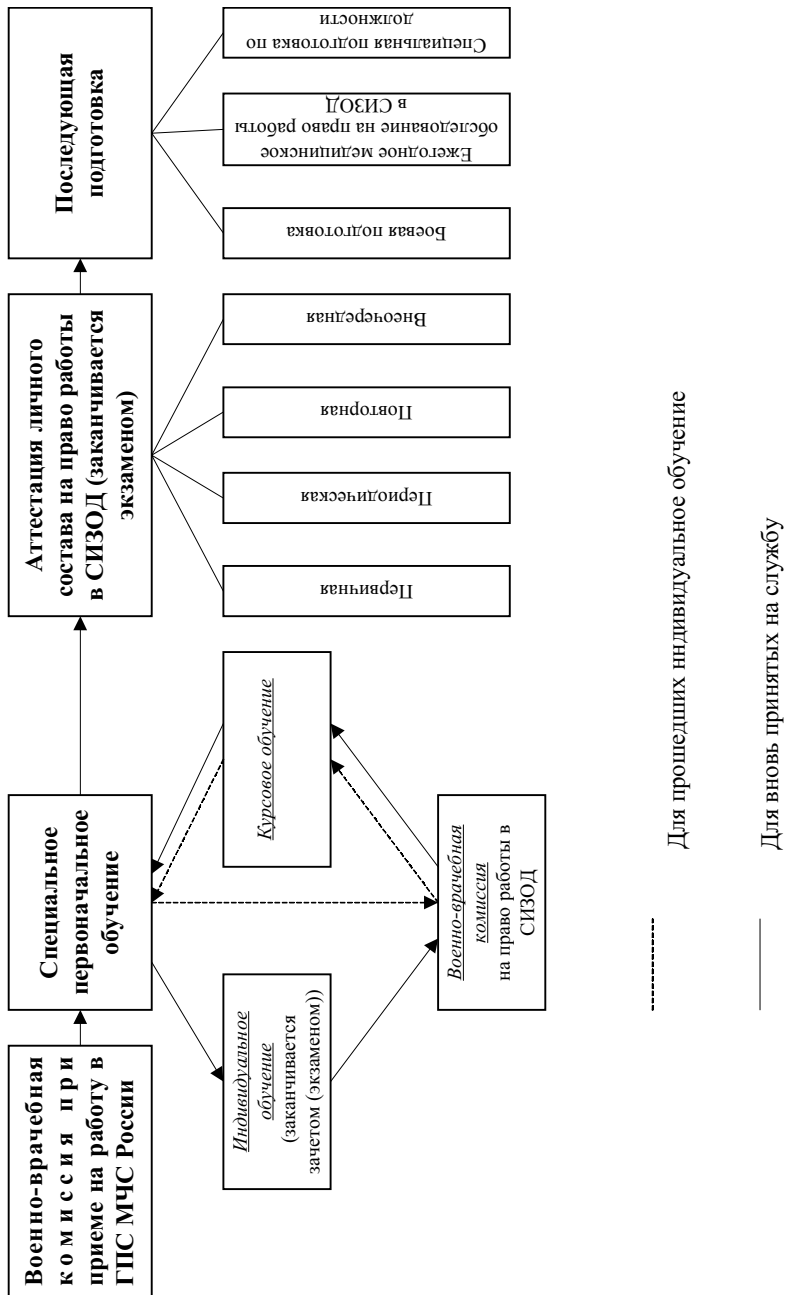 Военно-врачебная
комиссия при
приеме на работу в
ГПС МЧС России
Специальное
первоначальное
обучение
Аттестация личного
состава на право работы
в СИЗОД (заканчивается
экзаменом)
Последующая
подготовка
Индивидуальное
обучение
(заканчивается
зачетом (экзаменом))
Курсовое обучение
Военно-врачебная
комиссия
на право работы в
СИЗОД
Первичная
Периодическая
Повторная
Внеочередная
Боевая подготовка
Ежегодное медицинское
обследование на право работы
в СИЗОД
Специальная подготовка по
должности
Для прошедших нндивидуальное обучение
Для вновь принятых на службу